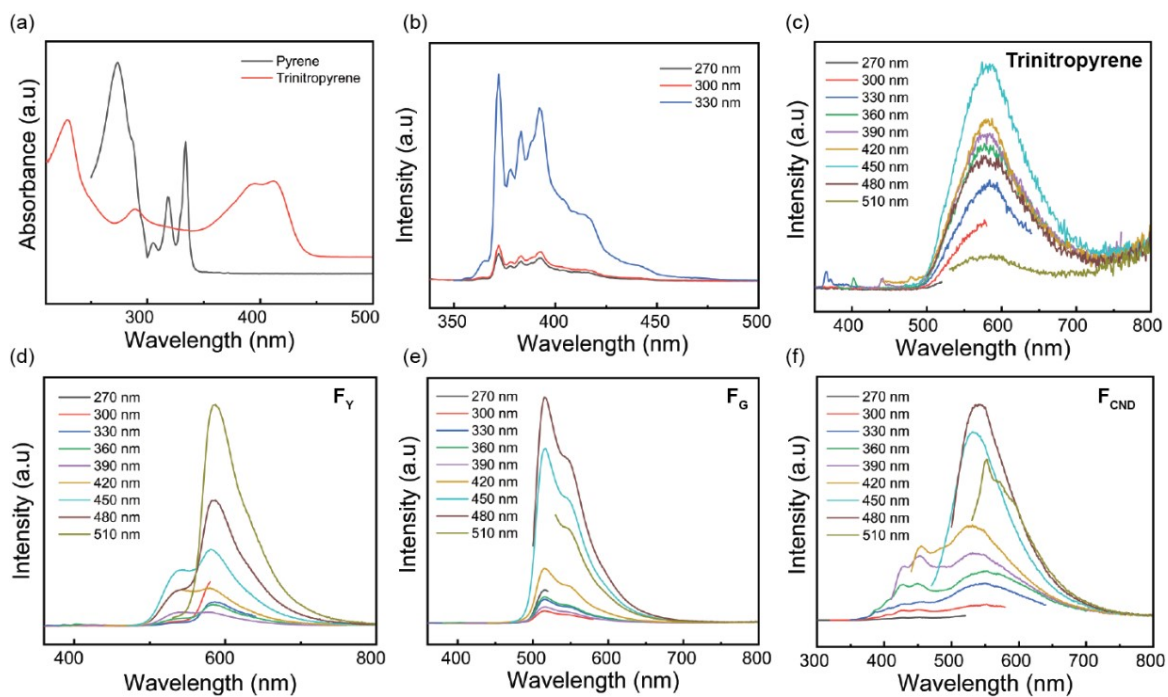 (a)
Absorbance (a.u)
Pyrene
Trinitropyrene
300 400 500
Wavelength (nm)
(b)
Intensity (a.u)
270 nm
300 nm
330 nm
350 400 450 500
Wavelength (nm)
(c)
Intensity (a.u)
Trinitropyrene
270 nm
300 nm
330 nm
360 nm
390 nm
420 nm
450 nm
480 nm
510 nm
400 500 600 700 800
Wavelength (nm)
(d)
Intensity (a.u)
F_Y
270 nm
300 nm
330 nm
360 nm
390 nm
420 nm
450 nm
480 nm
510 nm
400 600 800
Wavelength (nm)
(e)
Intensity (a.u)
F_G
270 nm
300 nm
330 nm
360 nm
390 nm
420 nm
450 nm
480 nm
510 nm
400 500 600 700 800
Wavelength (nm)
(f)
Intensity (a.u)
F_CND
270 nm
300 nm
330 nm
360 nm
390 nm
420 nm
450 nm
480 nm
510 nm
300 400 500 600 700 800
Wavelength (nm)